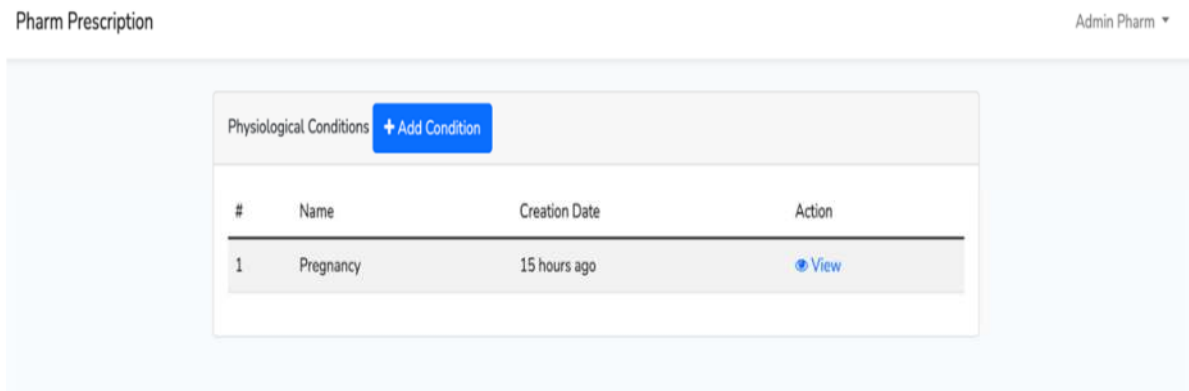 Pharm Prescription Admin Pharm
Physiological Conditions + Add Condition
# Name Creation Date Action
1 Pregnancy 15 hours ago View